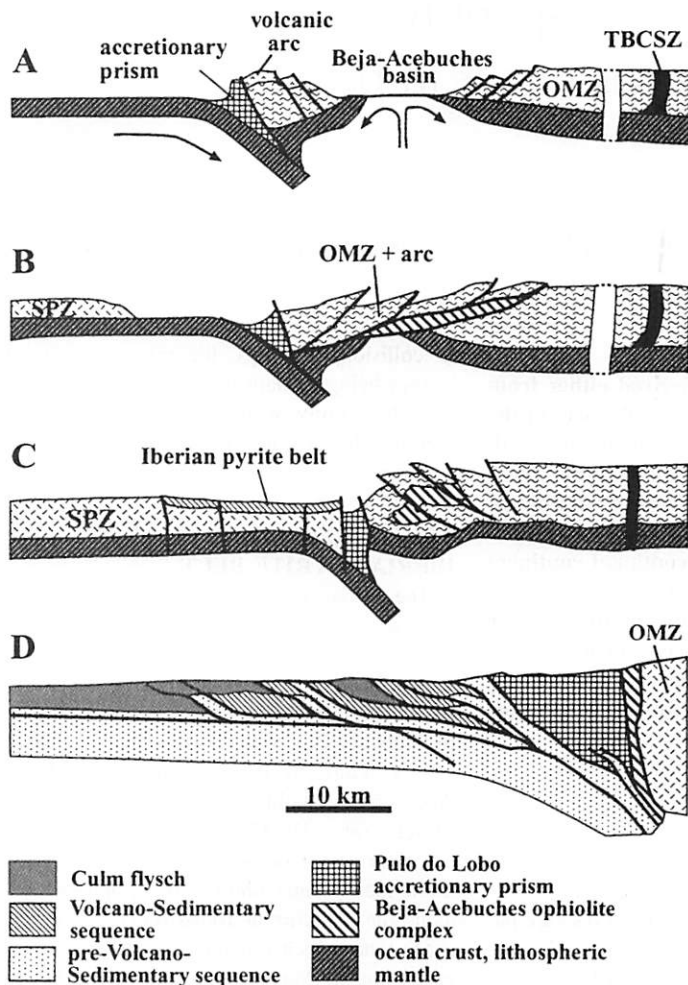 A
accretionary
prism
volcanic
arc
Beja-Acebuches
basin
TBCSZ
OMZ
B
SPZ
OMZ + arc
C
Iberian pyrite belt
SPZ
D
OMZ
10 km
Culm flysch
Volcano-Sedimentary
sequence
pre-Volcano-
Sedimentary sequence
Pulo do Lobo
accretionary prism
Beja-Acebuches ophiolite
complex
ocean crust, lithospheric
mantle